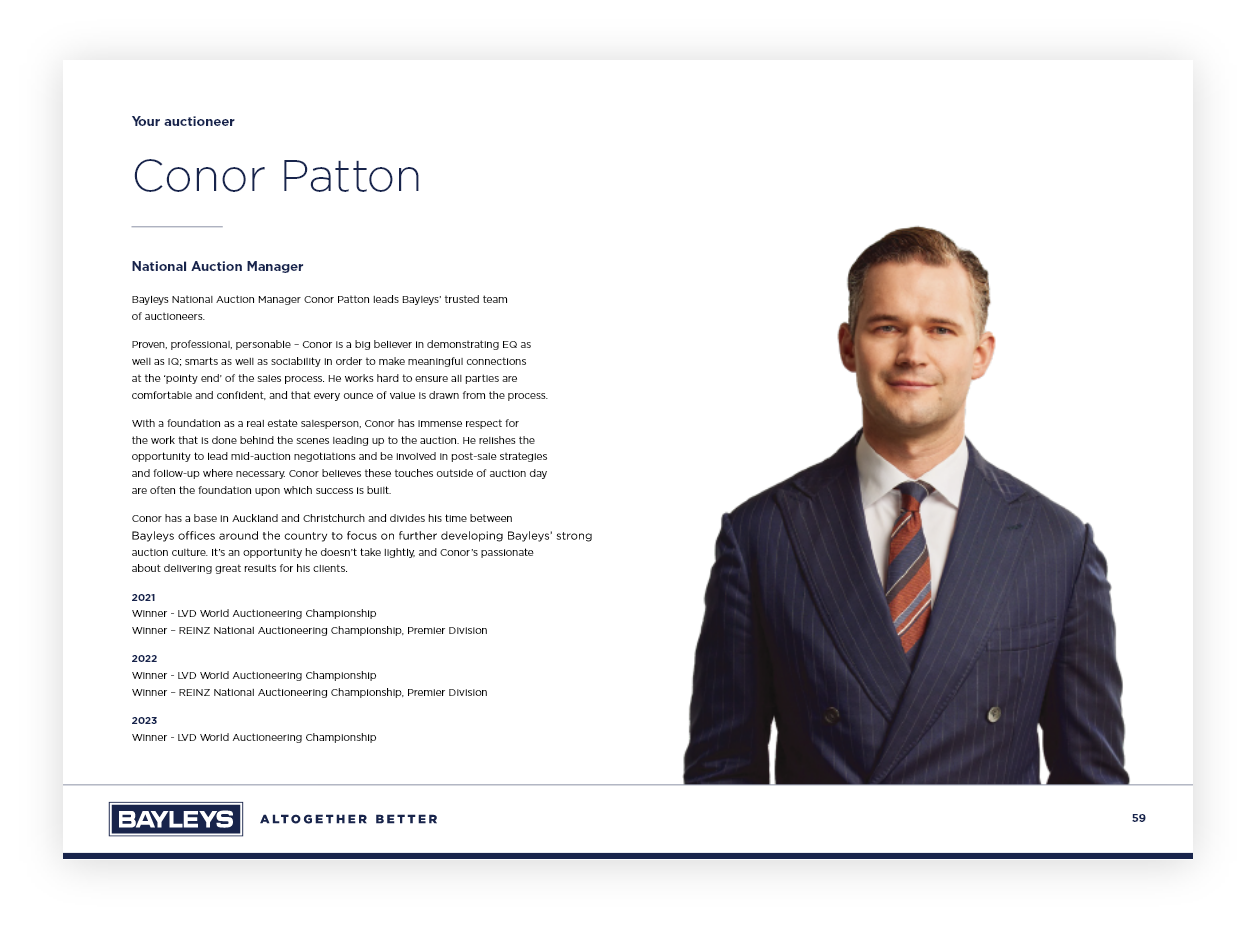 Your auctioneer
Conor Patton
National Auction Manager
Bayleys National Auction Manager Conor Patton leads Bayleys’ trusted team
of auctioneers.
Proven, professional, personable – Conor is a big believer in demonstrating EQ as
well as IQ; smarts as well as sociability in order to make meaningful connections
at the ‘pointy end’ of the sales process. He works hard to ensure all parties are
comfortable and confident, and that every ounce of value is drawn from the process.
With a foundation as a real estate salesperson, Conor has immense respect for
the work that is done behind the scenes leading up to the auction. He relishes the
opportunity to lead mid-auction negotiations and be involved in post-sale strategies
and follow-up where necessary. Conor believes these touches outside of auction day
are often the foundation upon which success is built.
Conor has a base in Auckland and Christchurch and divides his time between
Bayleys offices around the country to focus on further developing Bayleys’ strong
auction culture. It’s an opportunity he doesn’t take lightly, and Conor’s passionate
about delivering great results for his clients.
2021
Winner - LVD World Auctioneering Championship
Winner – REINZ National Auctioneering Championship, Premier Division
2022
Winner - LVD World Auctioneering Championship
Winner – REINZ National Auctioneering Championship, Premier Division
2023
Winner - LVD World Auctioneering Championship
BAYLEYS ALTOGETHER BETTER
59